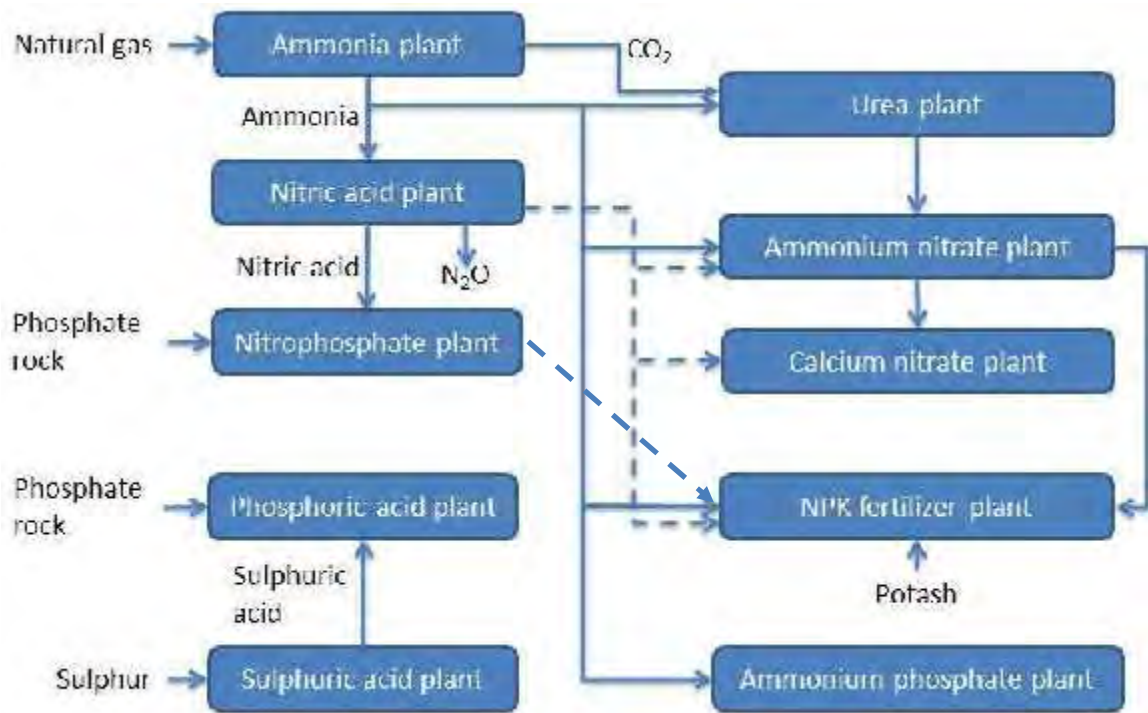 Natural gas
Ammonia plant
CO₂
Urea plant
Ammonia
Nitric acid plant
Ammonium nitrate plant
Nitric acid
N₂O
Phosphate
rock
Nitrophosphate plant
Calcium nitrate plant
Phosphate
rock
Phosphoric acid plant
NPK fertilizer plant
Sulphuric
acid
Potash
Sulphur
Sulphuric acid plant
Ammonium phosphate plant